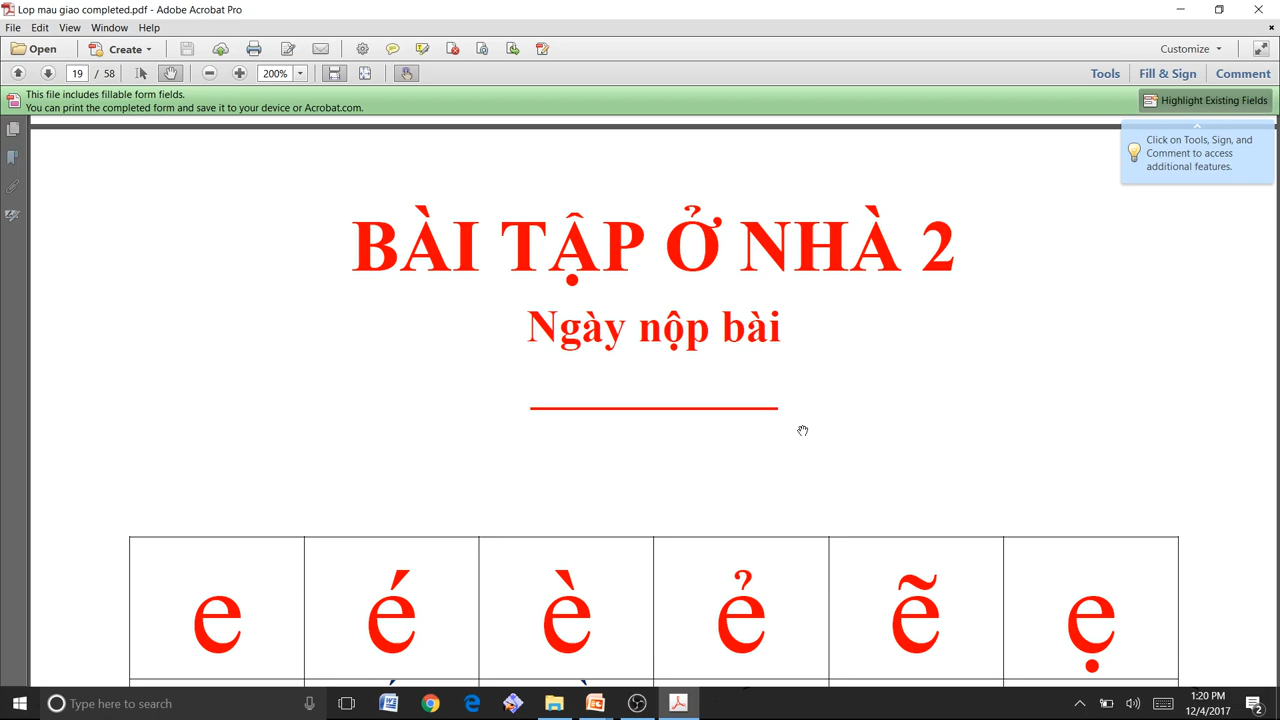 Lop mau giao completed.pdf - Adobe Acrobat Pro
File Edit View Window Help
Open Create Customize
19 / 58 200% Tools Fill & Sign Comment
This file includes fillable form fields.
You can print the completed form and save it to your device or Acrobat.com.
Highlight Existing Fields
Click on Tools, Sign, and
Comment to access
additional features.
BÀI TẬP Ở NHÀ 2
Ngày nộp bài
e é è ẻ ẽ ẹ
Type here to search
1:20 PM
12/4/2017
2